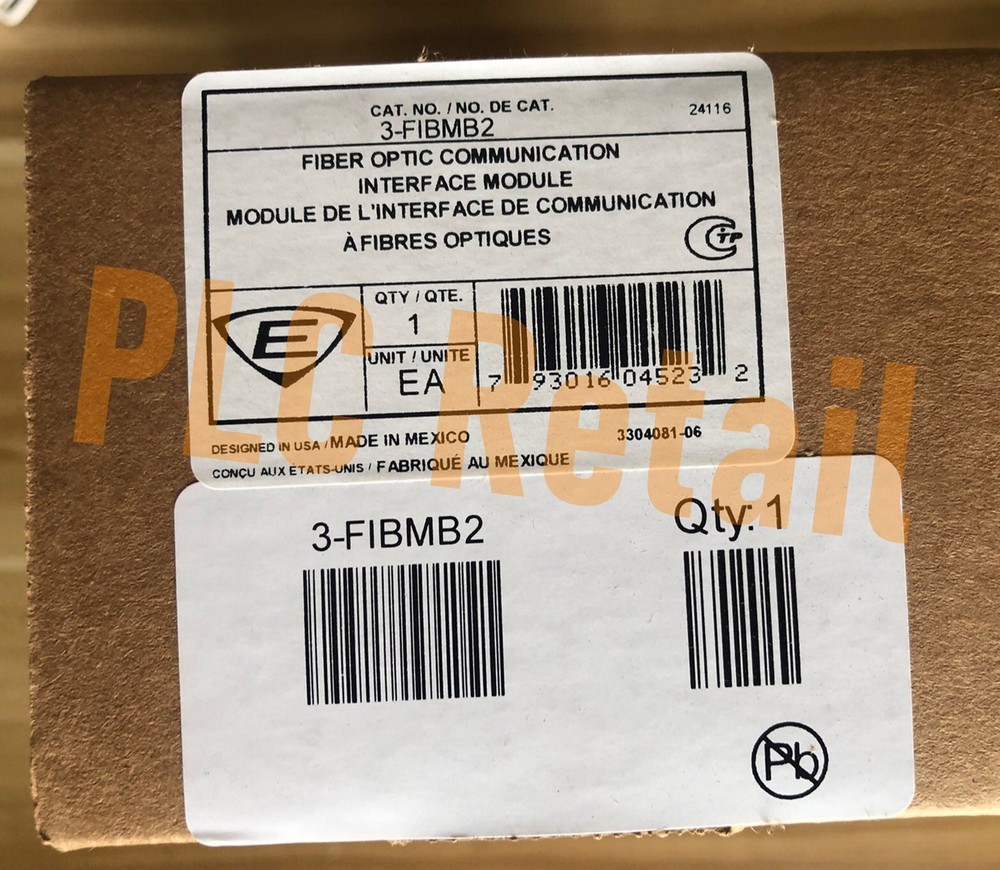 CAT. NO. / NO. DE CAT.
24116
3-FIBMB2
FIBER OPTIC COMMUNICATION
INTERFACE MODULE
MODULE DE L'INTERFACE DE COMMUNICATION
À FIBRES OPTIQUES
TP
E
QTY / QTE.
1
UNIT / UNITE
EA
7 93016 04523 2
DESIGNED IN USA / MADE IN MEXICO
3304081-06
CONÇU AUX ÉTATS-UNIS / FABRIQUÉ AU MEXIQUE
PLC Retail
3-FIBMB2
Qty: 1
Pb